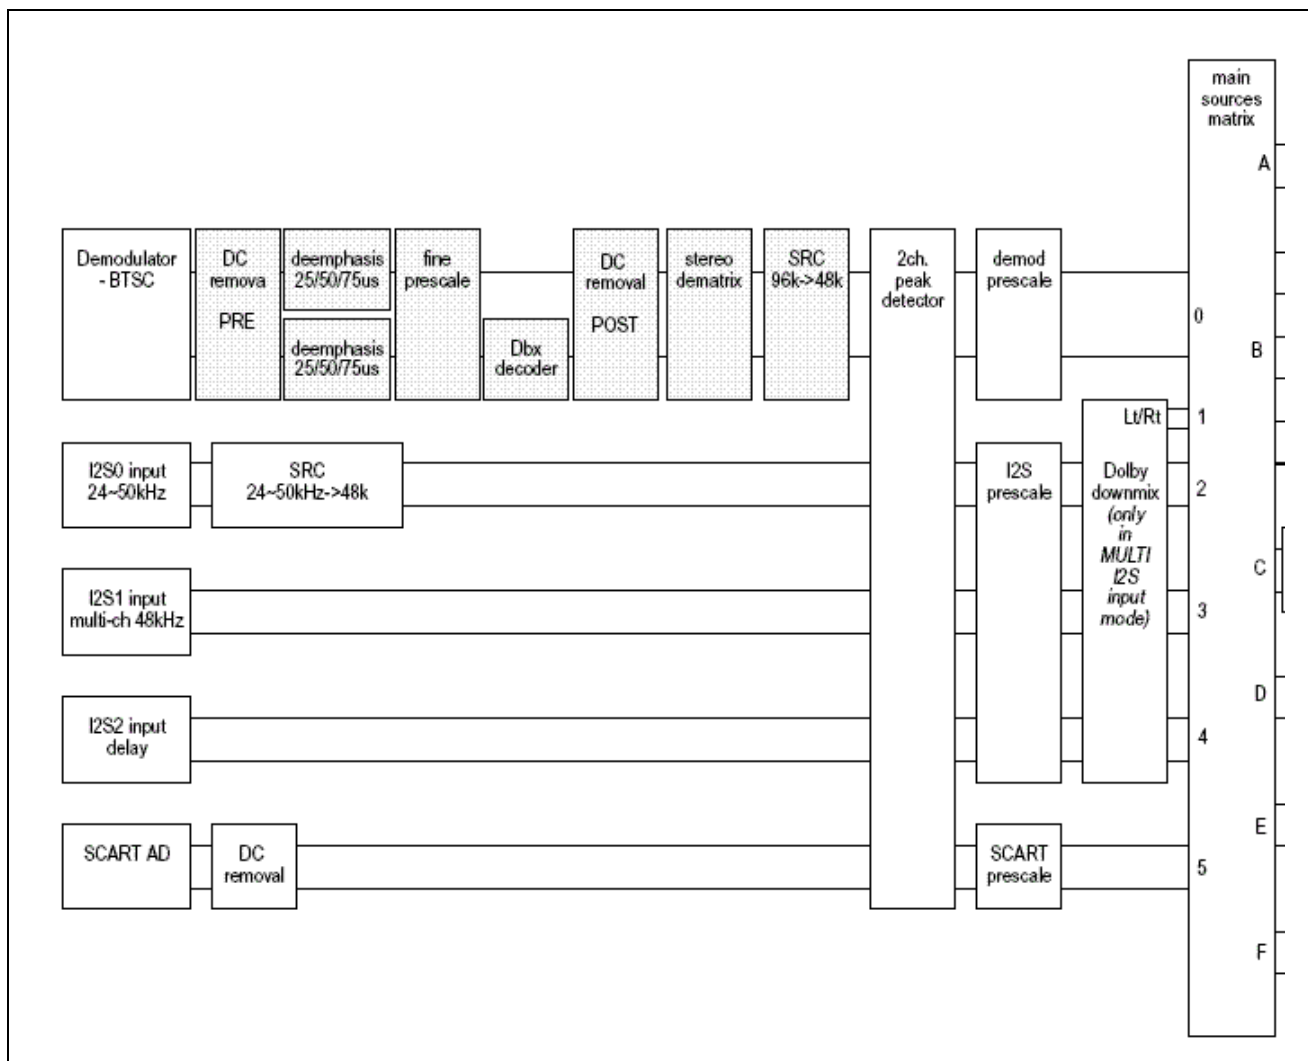 main
sources
matrix
A
Demodulator
- BTSC
DC
remova
PRE
deemphasis
25/50/75us
deemphasis
25/50/75us
fine
prescale
Dbx
decoder
DC
removal
POST
stereo
dematrix
SRC
96k->48k
2ch.
peak
detector
demod
prescale
0
B
Lt/Rt
1
I2S0 input
24~50kHz
SRC
24~50kHz->48k
I2S
prescale
Dolby
downmix
(only
in
MULTI
I2S
input
mode)
2
C
I2S1 input
multi-ch 48kHz
3
D
I2S2 input
delay
4
E
SCART AD
DC
removal
SCART
prescale
5
F